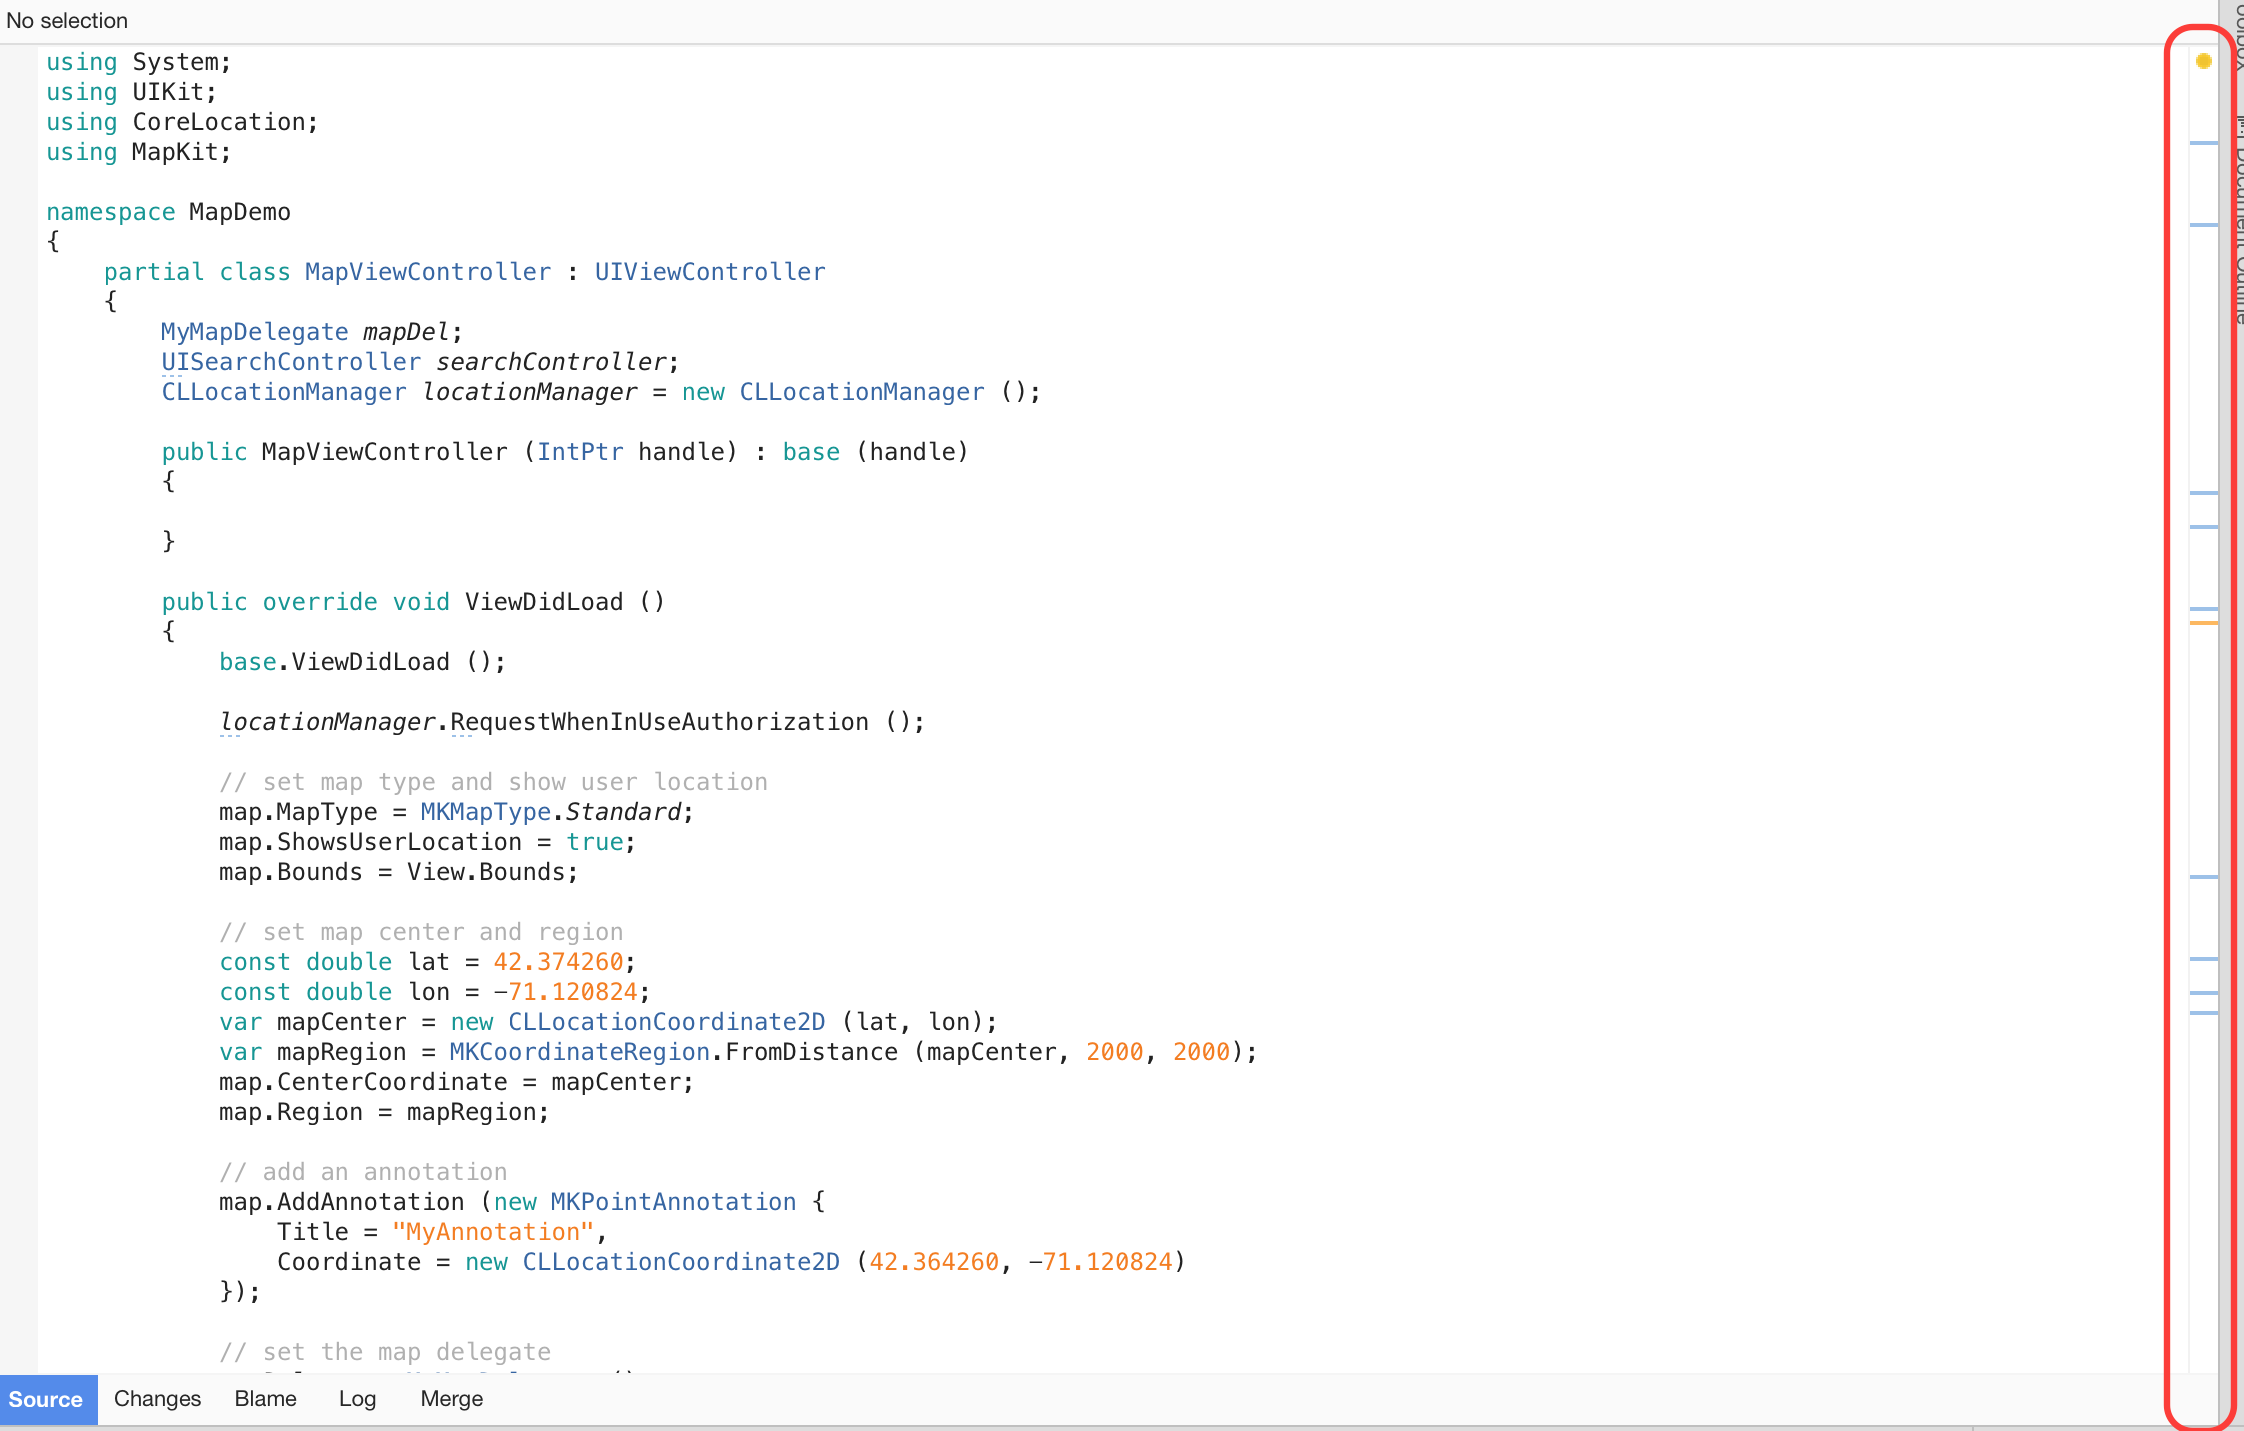 No selection
using System;
using UIKit;
using CoreLocation;
using MapKit;
namespace MapDemo
{
partial class MapViewController : UIViewController
{
MyMapDelegate mapDel;
UISearchController searchController;
CLLocationManager locationManager = new CLLocationManager ();
public MapViewController (IntPtr handle) : base (handle)
{
}
public override void ViewDidLoad ()
{
base.ViewDidLoad ();
locationManager.RequestWhenInUseAuthorization ();
// set map type and show user location
map.MapType = MKMapType.Standard;
map.ShowsUserLocation = true;
map.Bounds = View.Bounds;
// set map center and region
const double lat = 42.374260;
const double lon = -71.120824;
var mapCenter = new CLLocationCoordinate2D (lat, lon);
var mapRegion = MKCoordinateRegion.FromDistance (mapCenter, 2000, 2000);
map.CenterCoordinate = mapCenter;
map.Region = mapRegion;
// add an annotation
map.AddAnnotation (new MKPointAnnotation {
Title = "MyAnnotation",
Coordinate = new CLLocationCoordinate2D (42.364260, -71.120824)
});
// set the map delegate
Source Changes Blame Log Merge
Document Outline